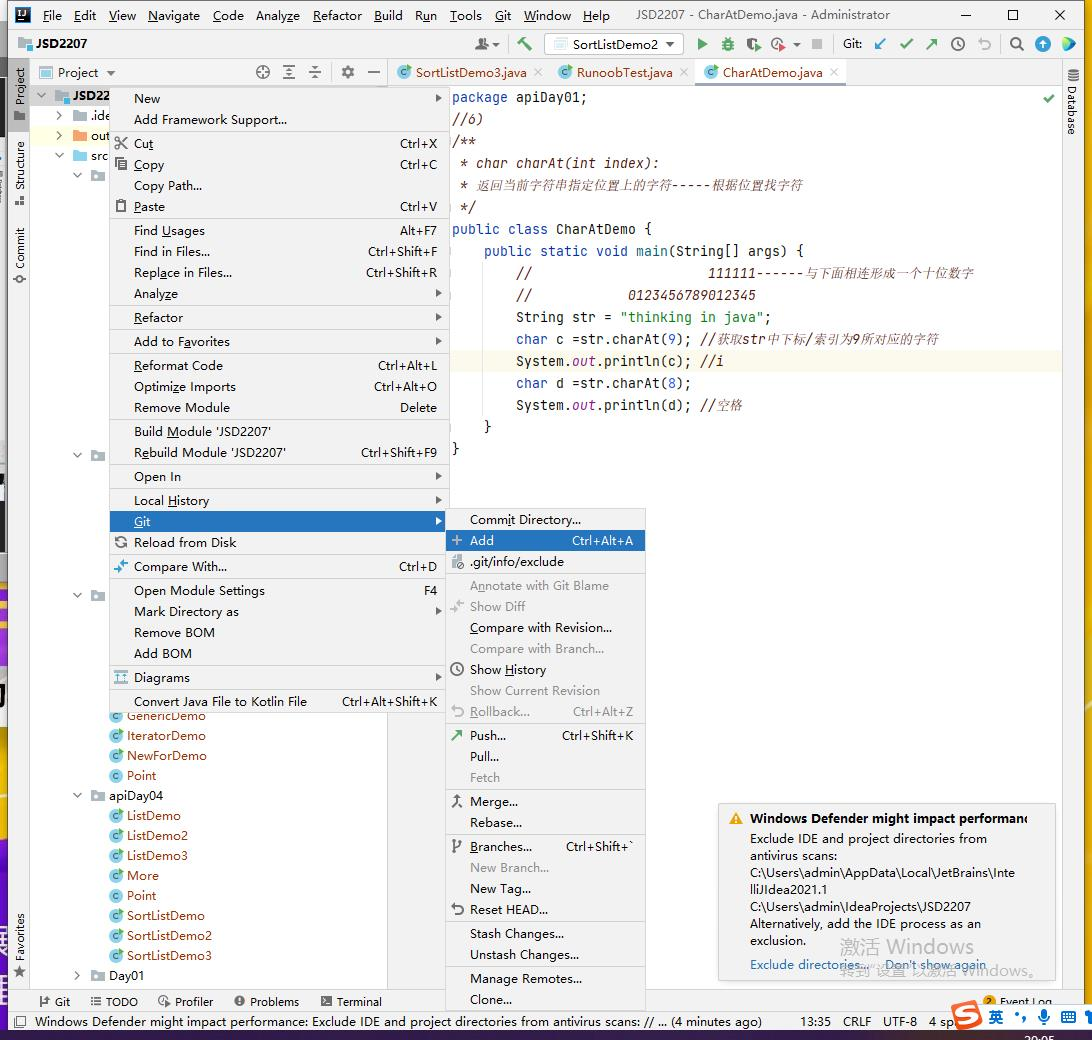 File Edit View Navigate Code Analyze Refactor Build Run Tools Git Window Help JSD2207 - CharAtDemo.java - Administrator
JSD2207 SortListDemo2 Git:
Project SortListDemo3.java RunoobTest.java CharAtDemo.java
Project
Structure
Commit
Favorites
Database
JSD22
.ide
out
src
New
Add Framework Support...
Cut Ctrl+X
Copy Ctrl+C
Copy Path...
Paste Ctrl+V
Find Usages Alt+F7
Find in Files... Ctrl+Shift+F
Replace in Files... Ctrl+Shift+R
Analyze
Refactor
Add to Favorites
Reformat Code Ctrl+Alt+L
Optimize Imports Ctrl+Alt+O
Remove Module Delete
Build Module 'JSD2207'
Rebuild Module 'JSD2207' Ctrl+Shift+F9
Open In
Local History
Git
Reload from Disk
Compare With... Ctrl+D
Open Module Settings F4
Mark Directory as
Remove BOM
Add BOM
Diagrams
Convert Java File to Kotlin File Ctrl+Alt+Shift+K
GenericDemo
IteratorDemo
NewForDemo
Point
apiDay04
ListDemo
ListDemo2
ListDemo3
More
Point
SortListDemo
SortListDemo2
SortListDemo3
Day01
package apiDay01;
//6)
/**
* char charAt(int index):
* 返回当前字符串指定位置上的字符-----根据位置找字符
*/
public class CharAtDemo {
public static void main(String[] args) {
// 111111------与下面相连形成一个十位数字
// 0123456789012345
String str = "thinking in java";
char c =str.charAt(9); //获取str中下标/索引为9所对应的字符
System.out.println(c); //i
char d =str.charAt(8);
System.out.println(d); //空格
}
}
Commit Directory...
Add Ctrl+Alt+A
.git/info/exclude
Annotate with Git Blame
Show Diff
Compare with Revision...
Compare with Branch...
Show History
Show Current Revision
Rollback... Ctrl+Alt+Z
Push... Ctrl+Shift+K
Pull...
Fetch
Merge...
Rebase...
Branches... Ctrl+Shift+`
New Branch...
New Tag...
Reset HEAD...
Stash Changes...
Unstash Changes...
Manage Remotes...
Clone...
Windows Defender might impact performanc
Exclude IDE and project directories from
antivirus scans:
C:\Users\admin\AppData\Local\JetBrains\Inte
lliJIdea2021.1
C:\Users\admin\IdeaProjects\JSD2207
Alternatively, add the IDE process as an
exclusion.
Exclude directories... Don't show again
激活 Windows
转到"设置"以激活 Windows。
Git TODO Profiler Problems Terminal 2 Event Log
Windows Defender might impact performance: Exclude IDE and project directories from antivirus scans: // ... (4 minutes ago) 13:35 CRLF UTF-8 4 sp
S 英